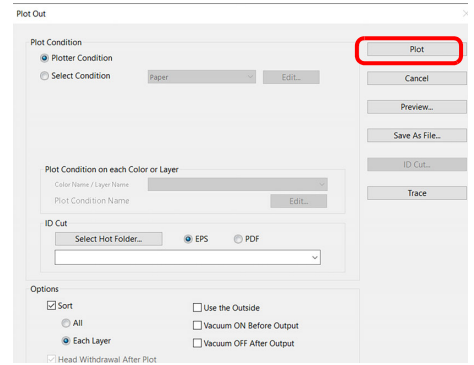 Plot Out
Plot Condition
Plotter Condition
Select Condition
Paper
Edit...
Plot
Cancel
Preview...
Save As File...
ID Cut...
Trace
Plot Condition on each Color or Layer
Color Name / Layer Name
Plot Condition Name
Edit...
ID Cut
Select Hot Folder...
EPS
PDF
Options
Sort
Use the Outside
All
Vacuum ON Before Output
Each Layer
Vacuum OFF After Output
Head Withdrawal After Plot